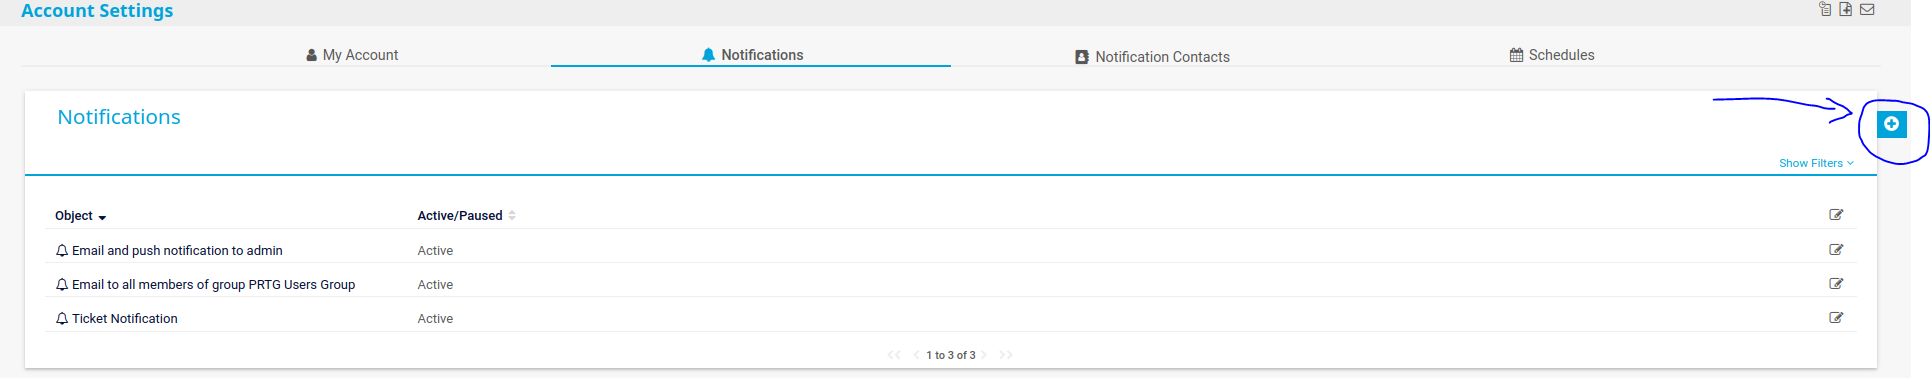 Account Settings
My Account
Notifications
Notification Contacts
Schedules
Notifications
Show Filters
Object Active/Paused
Email and push notification to admin Active
Email to all members of group PRTG Users Group Active
Ticket Notification Active
1 to 3 of 3